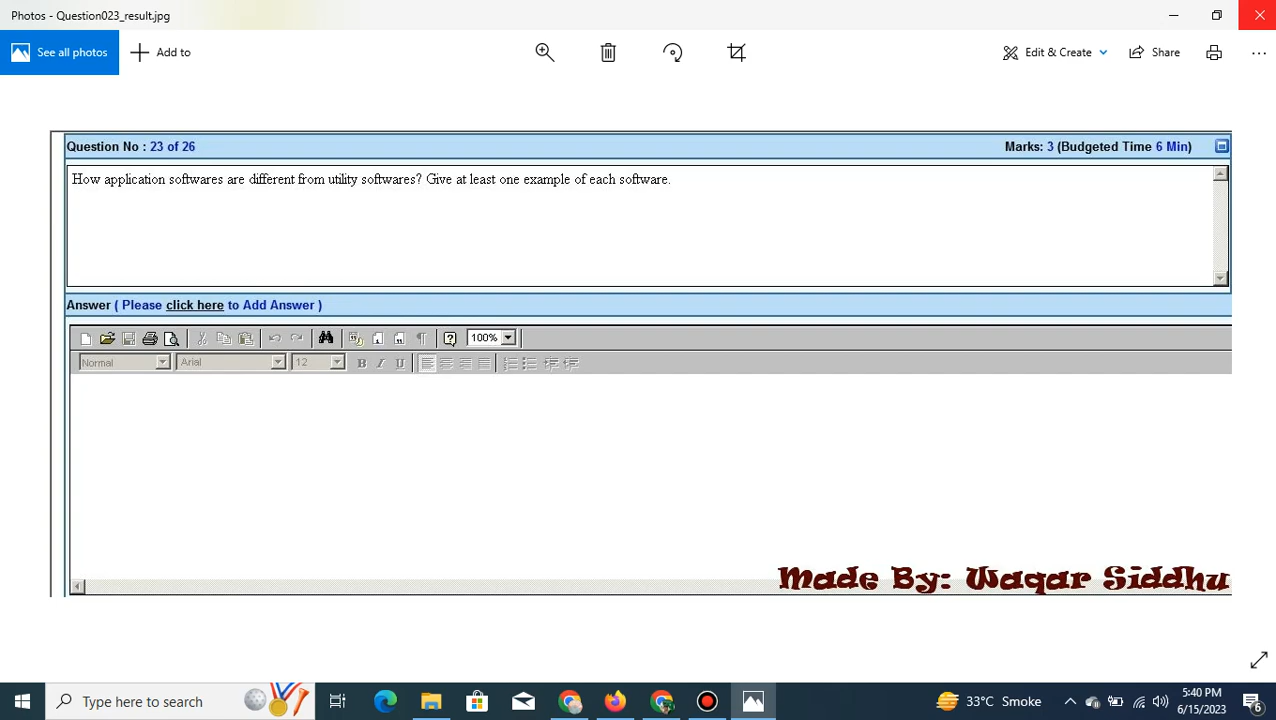 Photos - Question023_result.jpg
See all photos
Add to
Edit & Create
Share
Question No : 23 of 26
Marks: 3 (Budgeted Time 6 Min)
How application softwares are different from utility softwares? Give at least one example of each software.
Answer ( Please click here to Add Answer )
100%
Normal
Arial
12
B I U
Made By: Waqar Siddhu
Type here to search
33°C Smoke
5:40 PM
6/15/2023
6